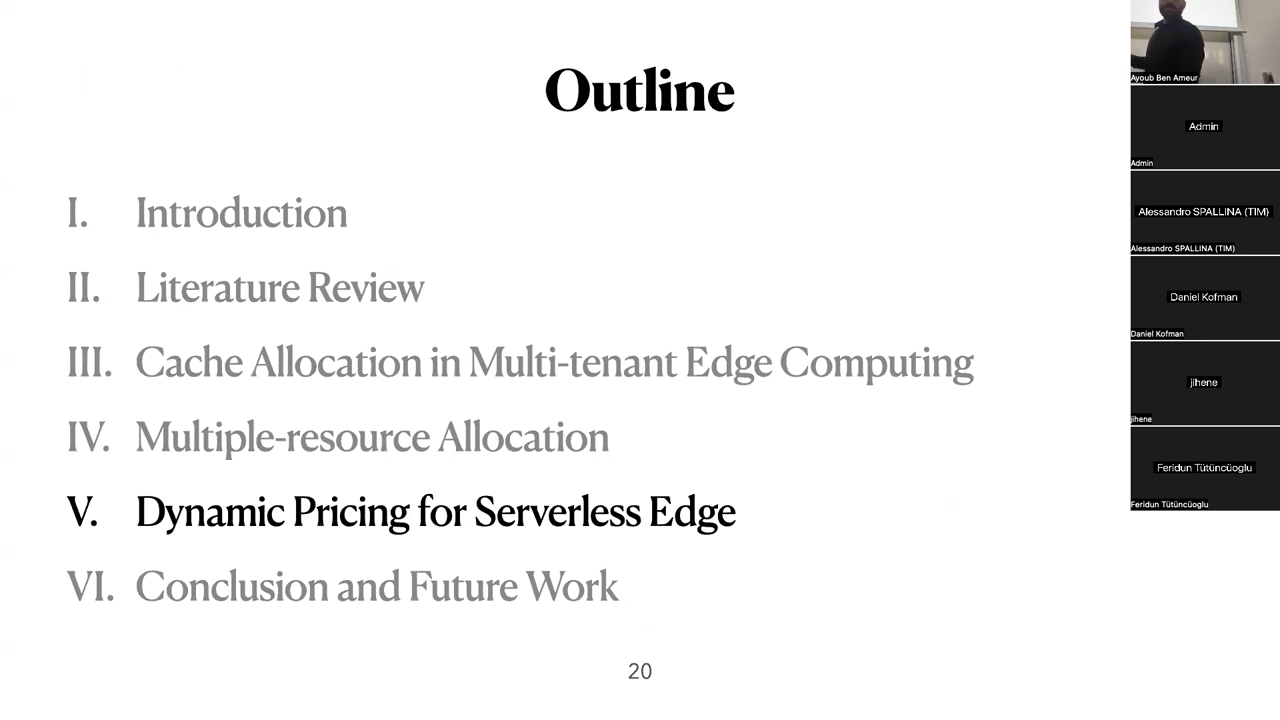 Outline
I. Introduction
II. Literature Review
III. Cache Allocation in Multi-tenant Edge Computing
IV. Multiple-resource Allocation
V. Dynamic Pricing for Serverless Edge
VI. Conclusion and Future Work
20
Ayoub Ben Ameur
Admin
Admin
Alessandro SPALLINA (TIM)
Alessandro SPALLINA (TIM)
Daniel Kofman
Daniel Kofman
jihene
jihene
Feridun Tütüncüoglu
Feridun Tütüncüoglu